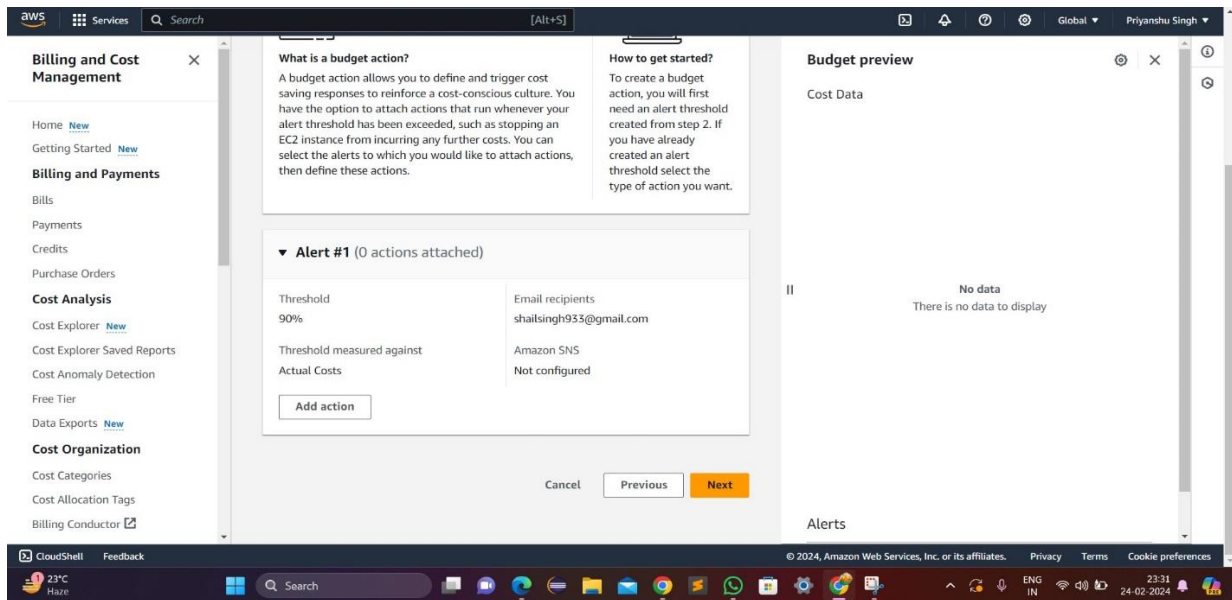 aws
Services
Search
[Alt+S]
Global
Priyanshu Singh
Billing and Cost
Management
Home New
Getting Started New
Billing and Payments
Bills
Payments
Credits
Purchase Orders
Cost Analysis
Cost Explorer New
Cost Explorer Saved Reports
Cost Anomaly Detection
Free Tier
Data Exports New
Cost Organization
Cost Categories
Cost Allocation Tags
Billing Conductor
What is a budget action?
A budget action allows you to define and trigger cost
saving responses to reinforce a cost-conscious culture. You
have the option to attach actions that run whenever your
alert threshold has been exceeded, such as stopping an
EC2 instance from incurring any further costs. You can
select the alerts to which you would like to attach actions,
then define these actions.
How to get started?
To create a budget
action, you will first
need an alert threshold
created from step 2. If
you have already
created an alert
threshold select the
type of action you want.
Alert #1 (0 actions attached)
Threshold
90%
Email recipients
shailsingh933@gmail.com
Threshold measured against
Actual Costs
Amazon SNS
Not configured
Add action
Cancel
Previous
Next
Budget preview
Cost Data
No data
There is no data to display
Alerts
CloudShell
Feedback
© 2024, Amazon Web Services, Inc. or its affiliates.
Privacy
Terms
Cookie preferences
1
23°C
Haze
Search
ENG
IN
23:31
24-02-2024